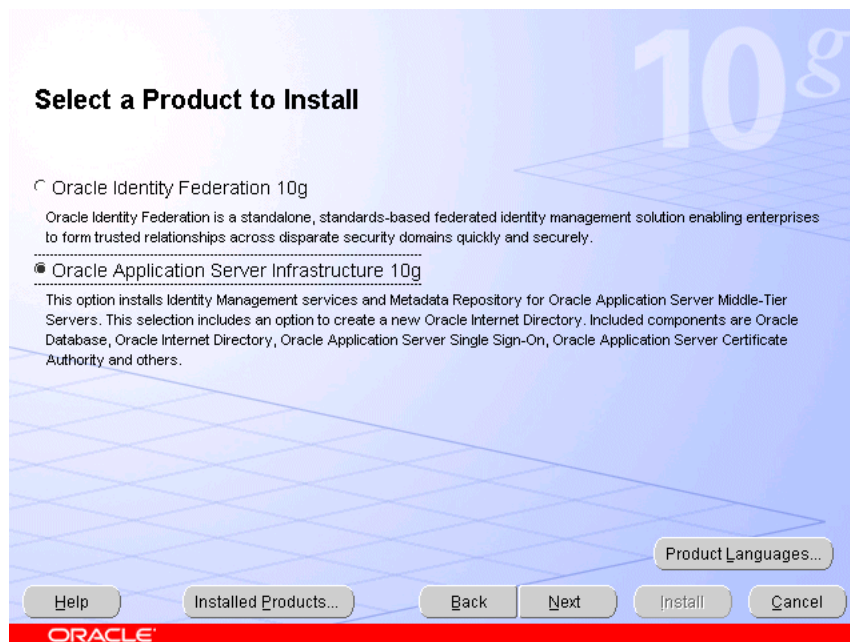 10g
Select a Product to Install
Oracle Identity Federation 10g
Oracle Identity Federation is a standalone, standards-based federated identity management solution enabling enterprises
to form trusted relationships across disparate security domains quickly and securely.
Oracle Application Server Infrastructure 10g
This option installs Identity Management services and Metadata Repository for Oracle Application Server Middle-Tier
Servers. This selection includes an option to create a new Oracle Internet Directory. Included components are Oracle
Database, Oracle Internet Directory, Oracle Application Server Single Sign-On, Oracle Application Server Certificate
Authority and others.
Product Languages...
Help Installed Products... Back Next Install Cancel
ORACLE